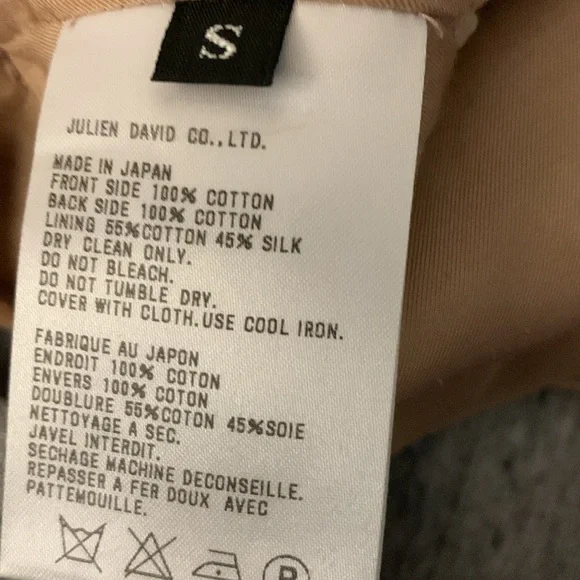 S
JULIEN DAVID CO.,LTD.
MADE IN JAPAN
FRONT SIDE 100% COTTON
BACK SIDE 100% COTTON
LINING 55%COTTON 45% SILK
DRY CLEAN ONLY.
DO NOT BLEACH.
DO NOT TUMBLE DRY.
COVER WITH CLOTH.USE COOL IRON.
FABRIQUE AU JAPON
ENDROIT 100% COTON
ENVERS 100% COTON
DOUBLURE 55%COTON 45%SOIE
NETTOYAGE A SEC.
JAVEL INTERDIT.
SECHAGE MACHINE DECONSEILLE.
REPASSER A FER DOUX AVEC
PATTEMOUILLE.
P